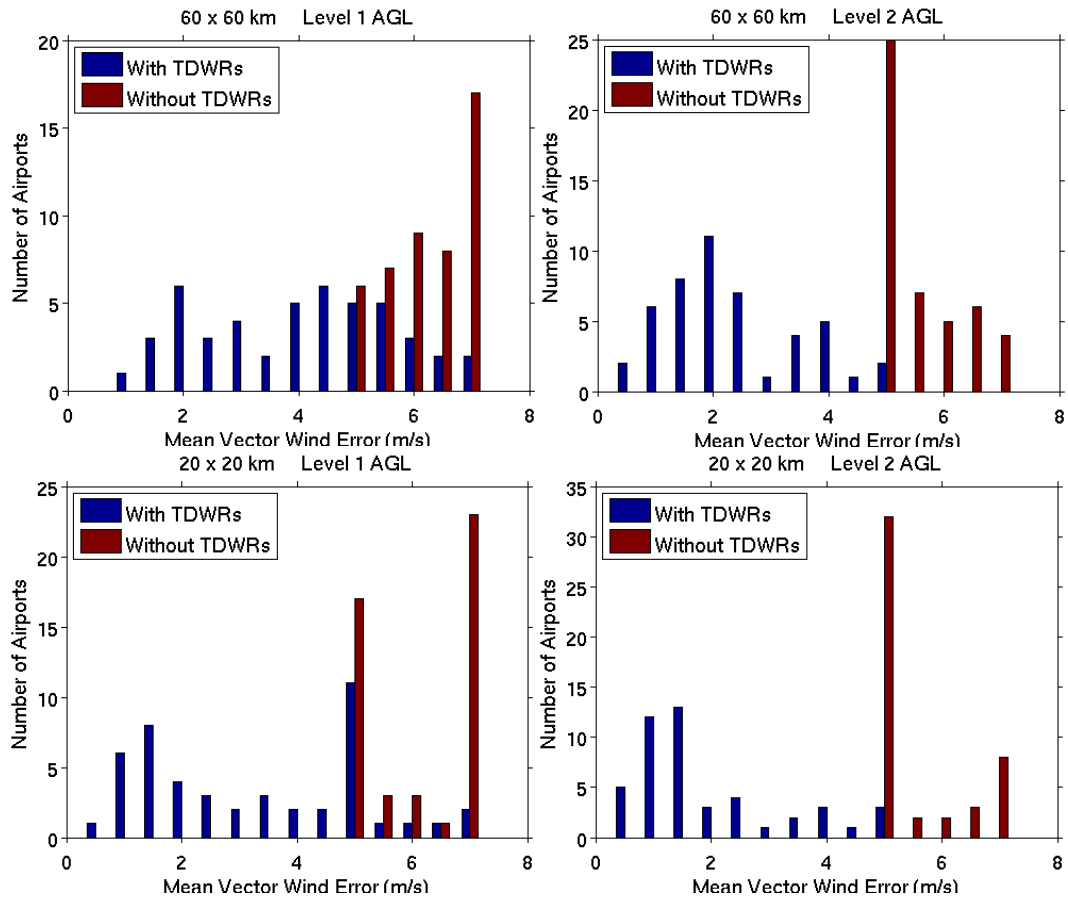 60 x 60 km Level 1 AGL
20
15
10
5
0
Number of Airports
With TDWRs
Without TDWRs
0 2 4 6 8
Mean Vector Wind Error (m/s)
60 x 60 km Level 2 AGL
25
20
15
10
5
0
Number of Airports
With TDWRs
Without TDWRs
0 2 4 6 8
Mean Vector Wind Error (m/s)
20 x 20 km Level 1 AGL
25
20
15
10
5
0
Number of Airports
With TDWRs
Without TDWRs
0 2 4 6 8
Mean Vector Wind Error (m/s)
20 x 20 km Level 2 AGL
35
30
25
20
15
10
5
0
Number of Airports
With TDWRs
Without TDWRs
0 2 4 6 8
Mean Vector Wind Error (m/s)